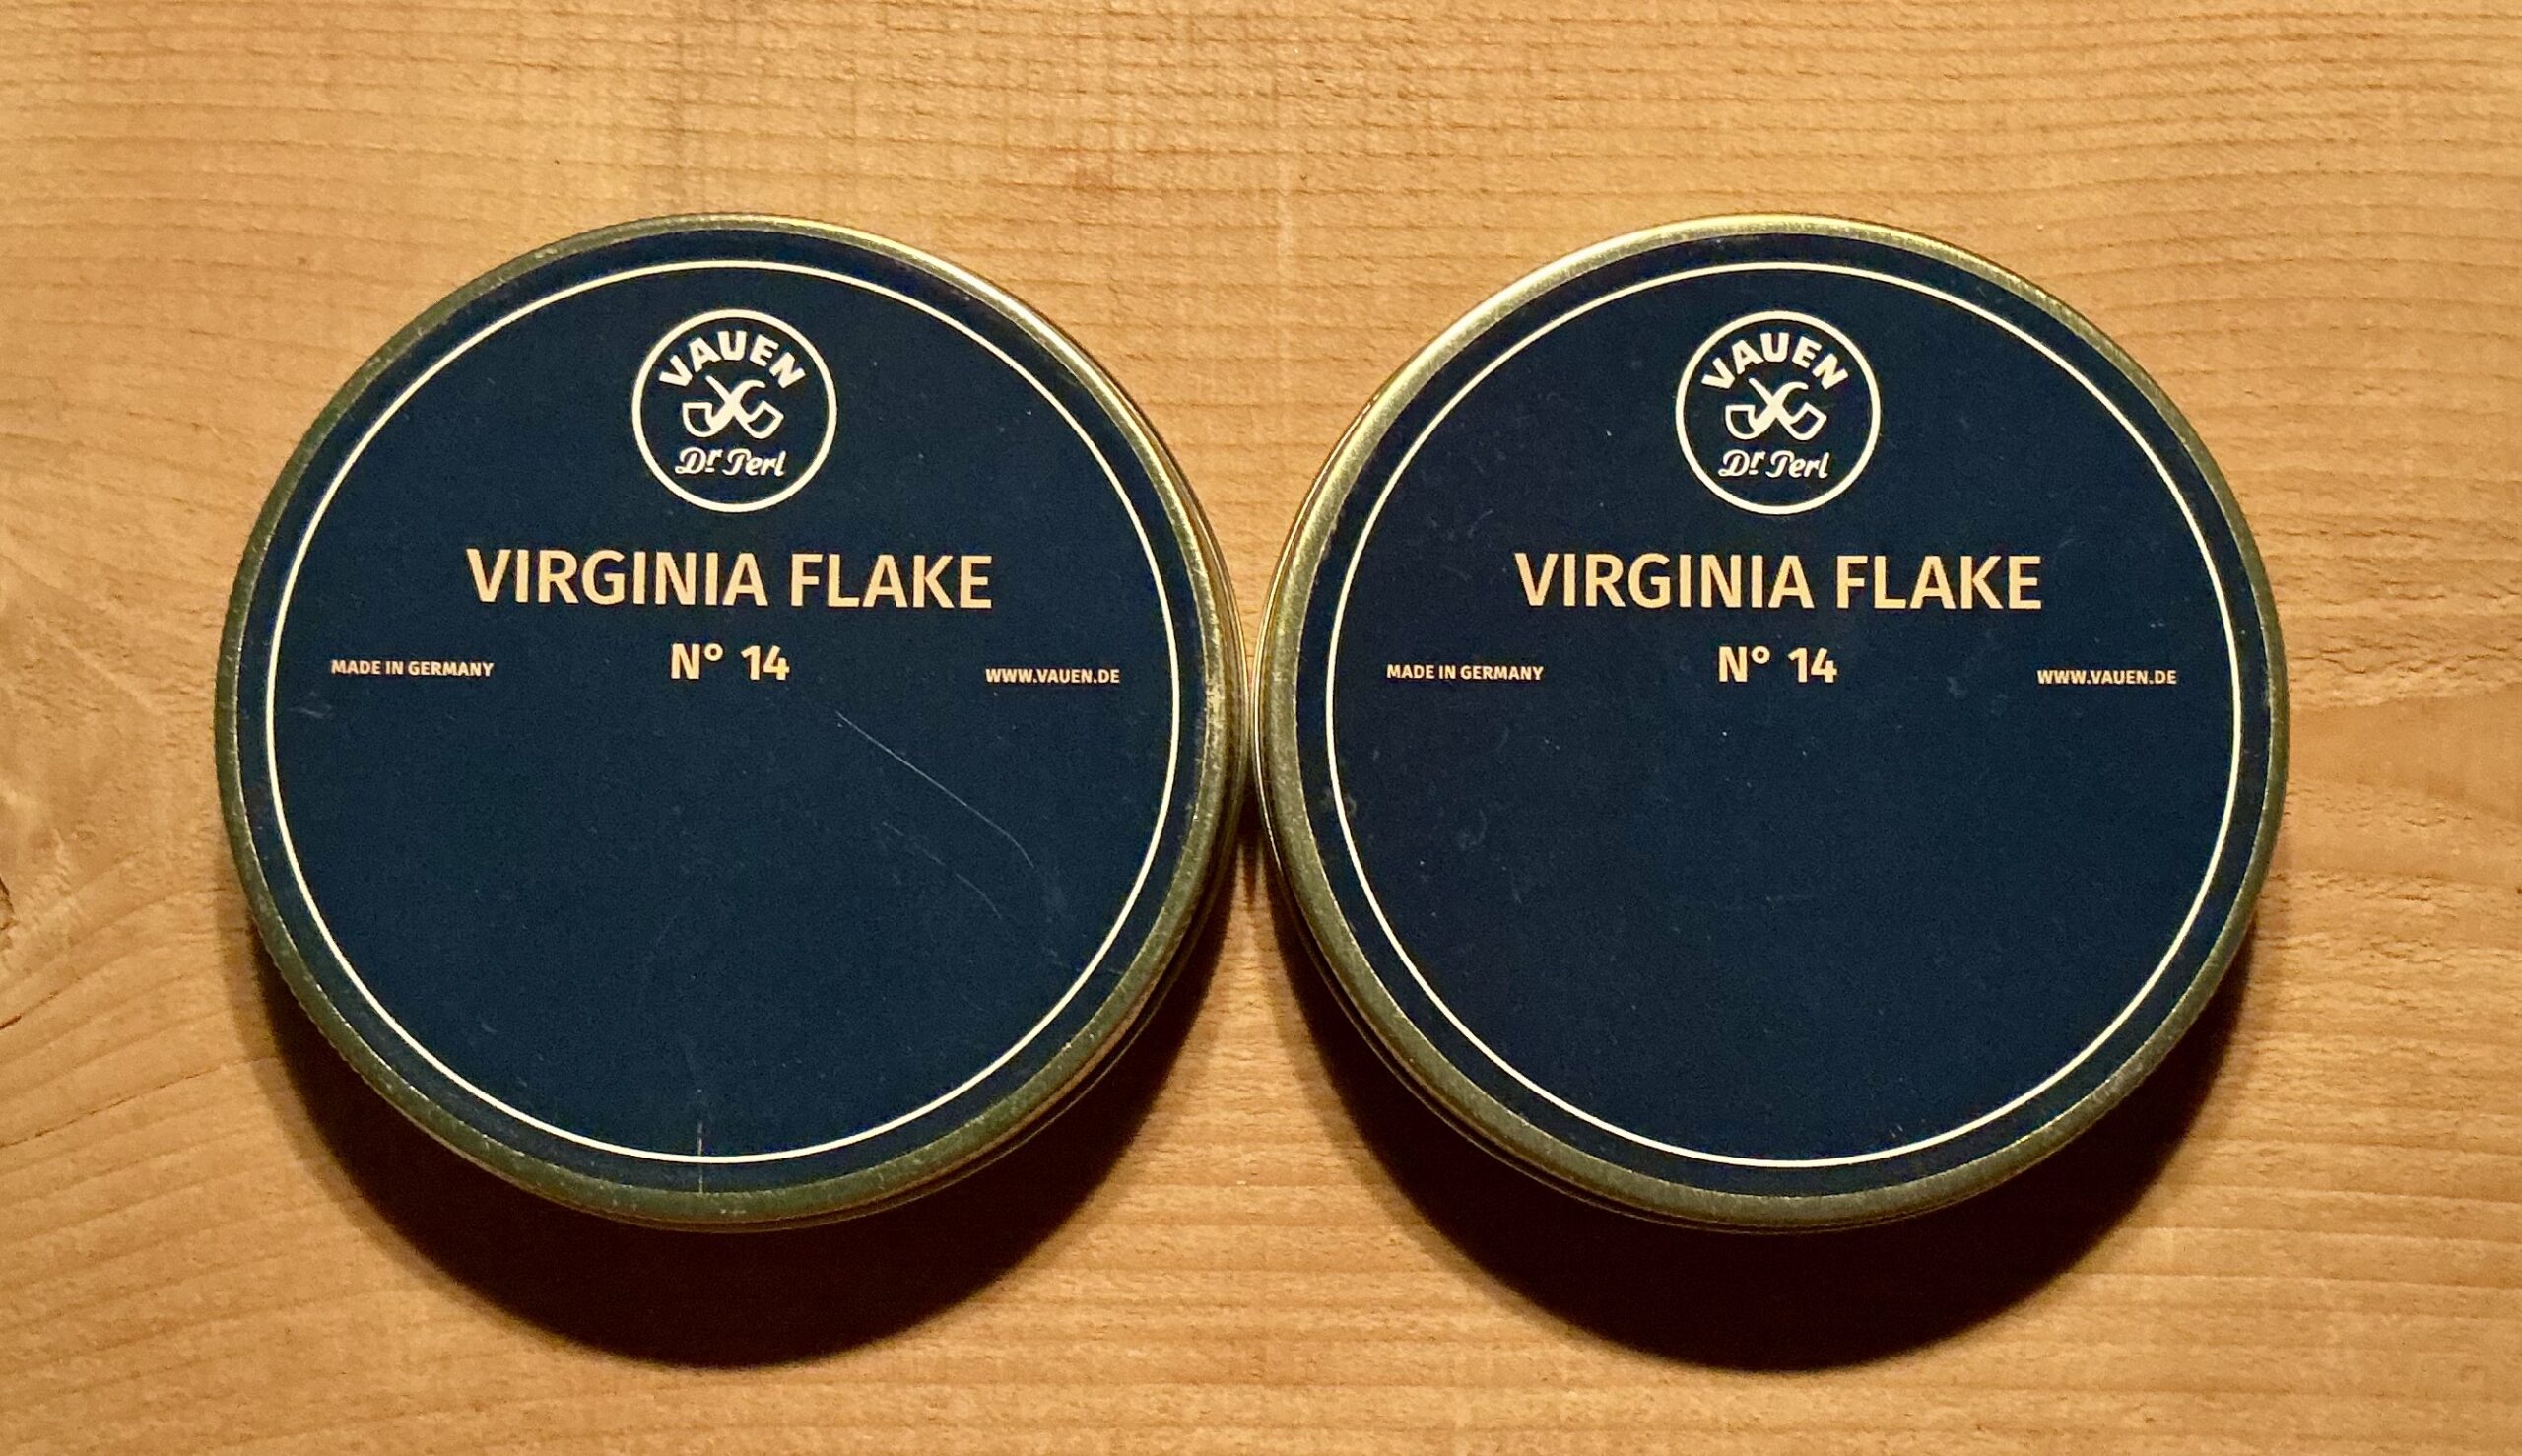 VAUEN
Dr Perl
VIRGINIA FLAKE
N° 14
MADE IN GERMANY
WWW.VAUEN.DE
VAUEN
Dr Perl
VIRGINIA FLAKE
N° 14
MADE IN GERMANY
WWW.VAUEN.DE